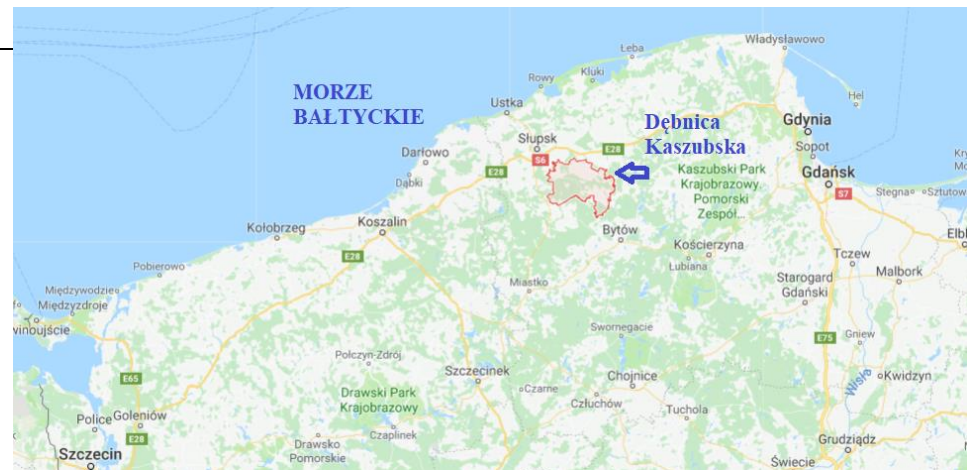 Władysławowo
Łeba
Kluki
Rowy
Hel
MORZE
BAŁTYCKIE
Ustka
Dębnica
Kaszubska
Gdynia
Słupsk
E28
Sopot
Darłowo
S6
E28
Kaszubski Park
Krajobrazowy
Pomorski
Zespół...
Gdańsk
Dąbki
S7
Stegna
Sztutow
Kołobrzeg
Koszalin
Bytów
Kościerzyna
Elbl
E28
Tczew
Łubiana
Pobierowo
Miastko
Starogard
Gdański
Malbork
Międzywodzie
Międzyzdroje
winoujście
Swornegacie
E75
Gniew
Połczyn-Zdrój
Szczecinek
Chojnice
Wisła
Kwidzyn
E65
Drawski Park
Krajobrazowy
Czarne
Człuchów
Tuchola
Police
Goleniów
Czaplinek
E28
Drawsko
Pomorskie
Grudziądz
Szczecin
Świecie